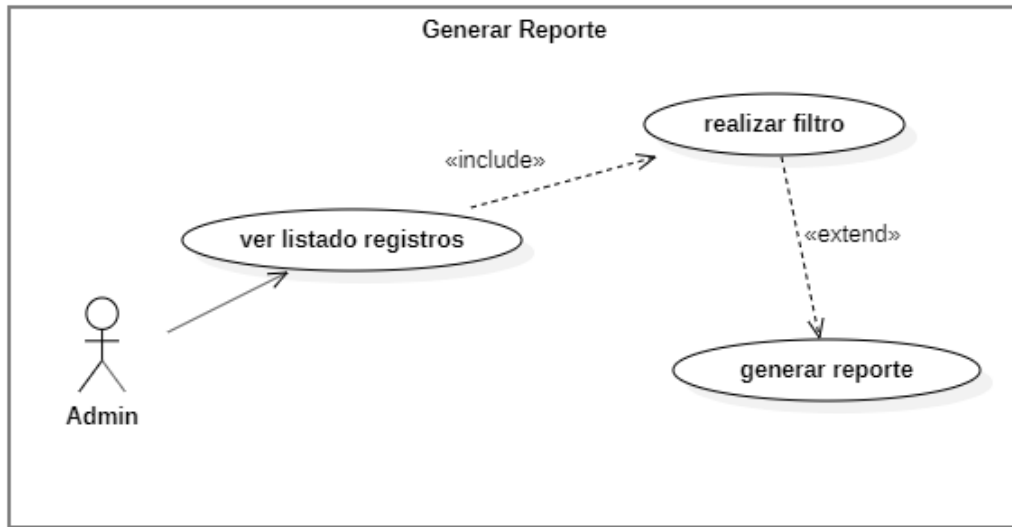 Generar Reporte
realizar filtro
«include»
ver listado registros
«extend»
generar reporte
Admin